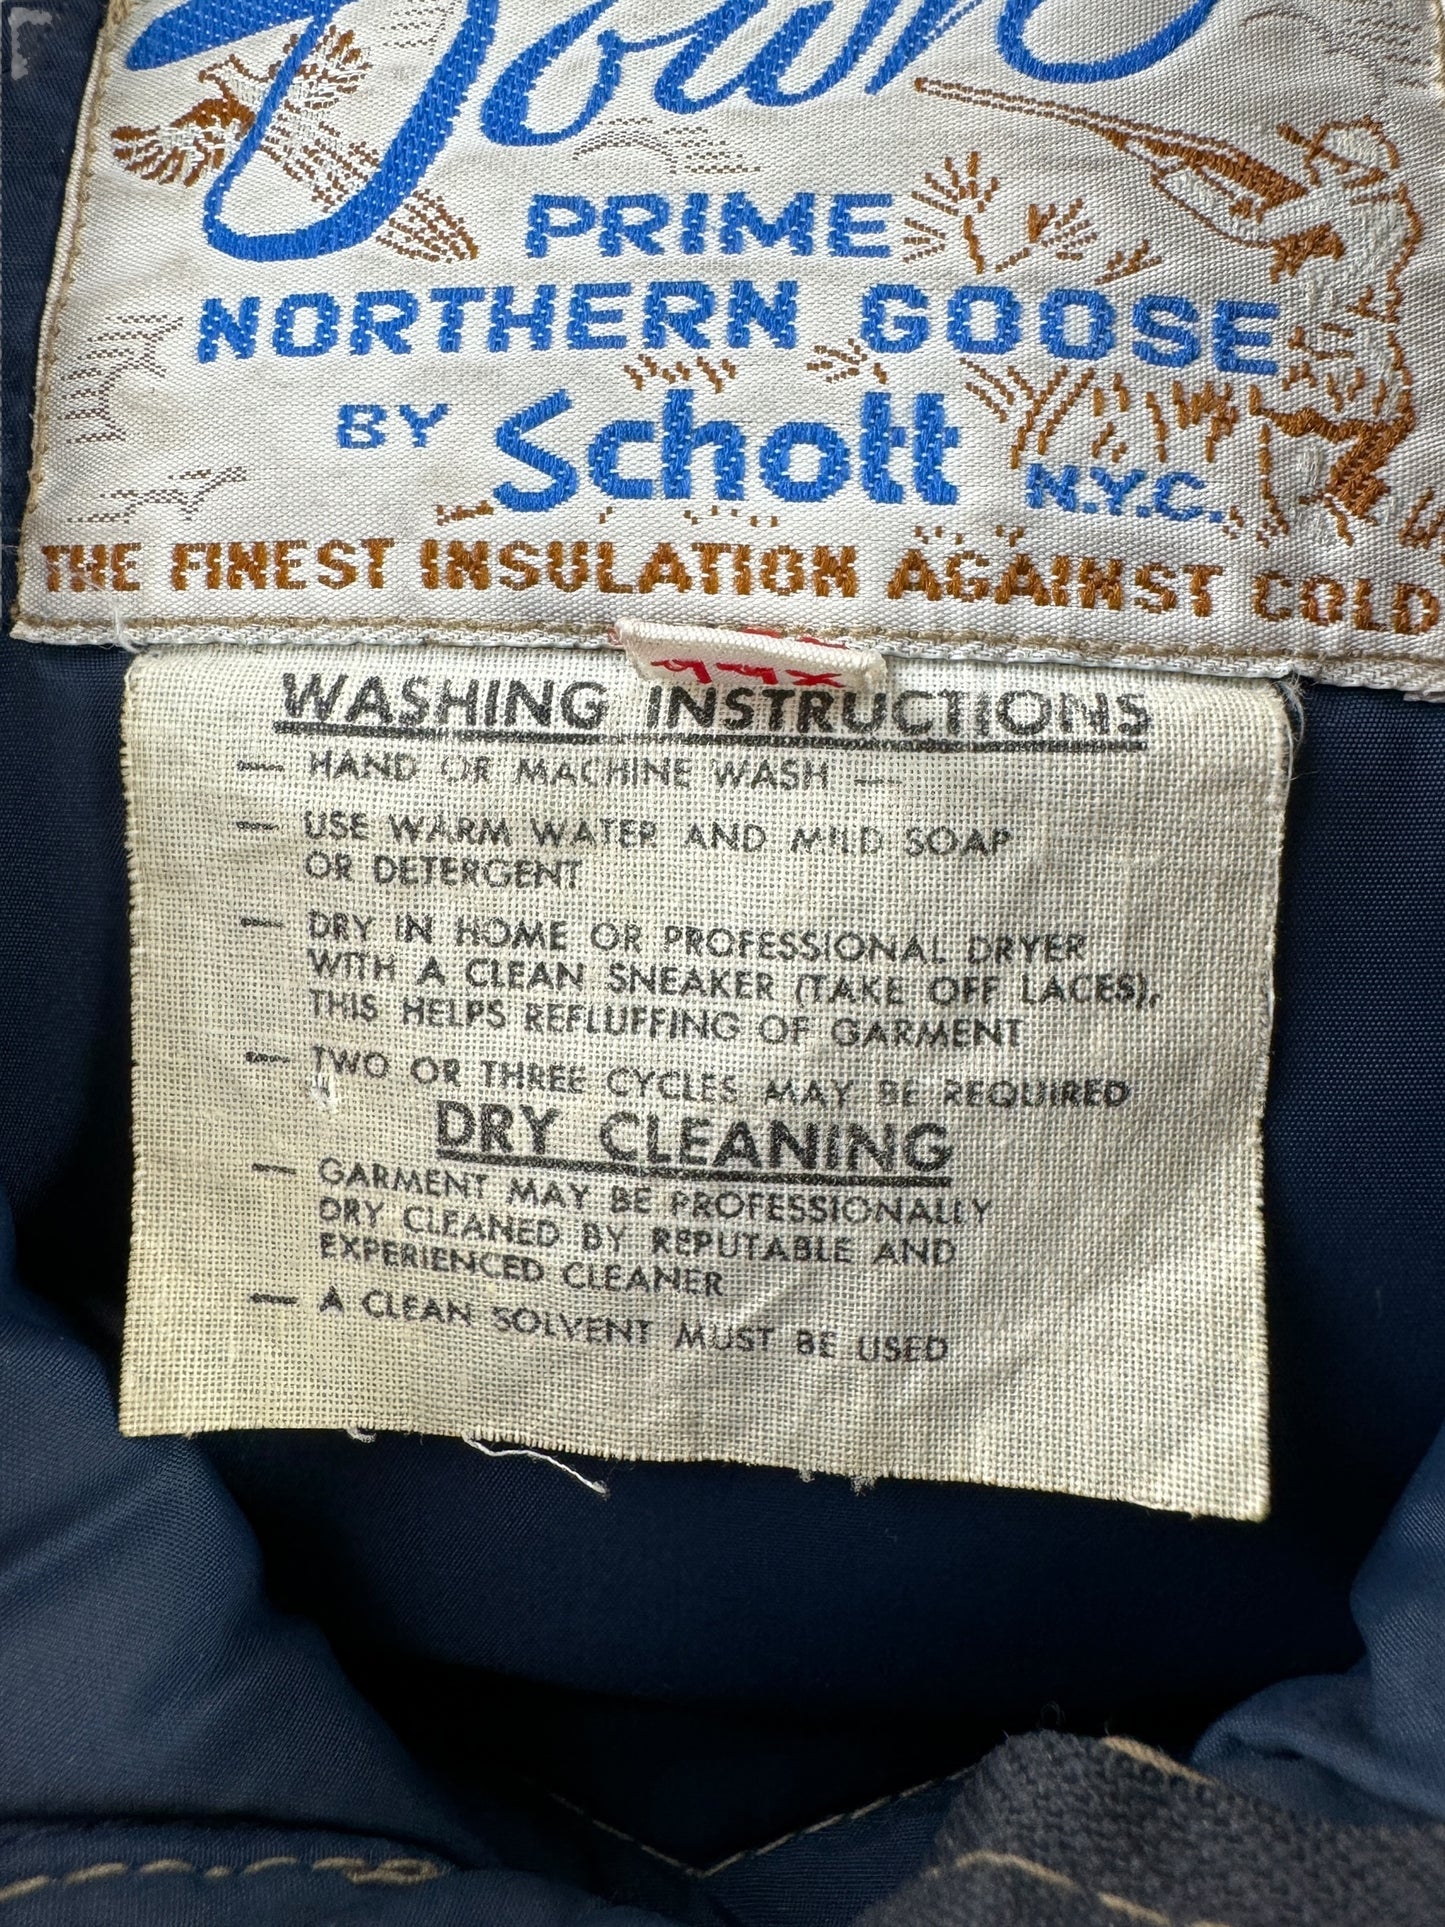 Down
PRIME
NORTHERN GOOSE
BY Schott N.Y.C.
THE FINEST INSULATION AGAINST COLD
WASHING INSTRUCTIONS
— HAND OR MACHINE WASH —
— USE WARM WATER AND MILD SOAP
OR DETERGENT
— DRY IN HOME OR PROFESSIONAL DRYER
WITH A CLEAN SNEAKER (TAKE OFF LACES),
THIS HELPS REFLUFFING OF GARMENT
— TWO OR THREE CYCLES MAY BE REQUIRED
DRY CLEANING
— GARMENT MAY BE PROFESSIONALLY
DRY CLEANED BY REPUTABLE AND
EXPERIENCED CLEANER
— A CLEAN SOLVENT MUST BE USED